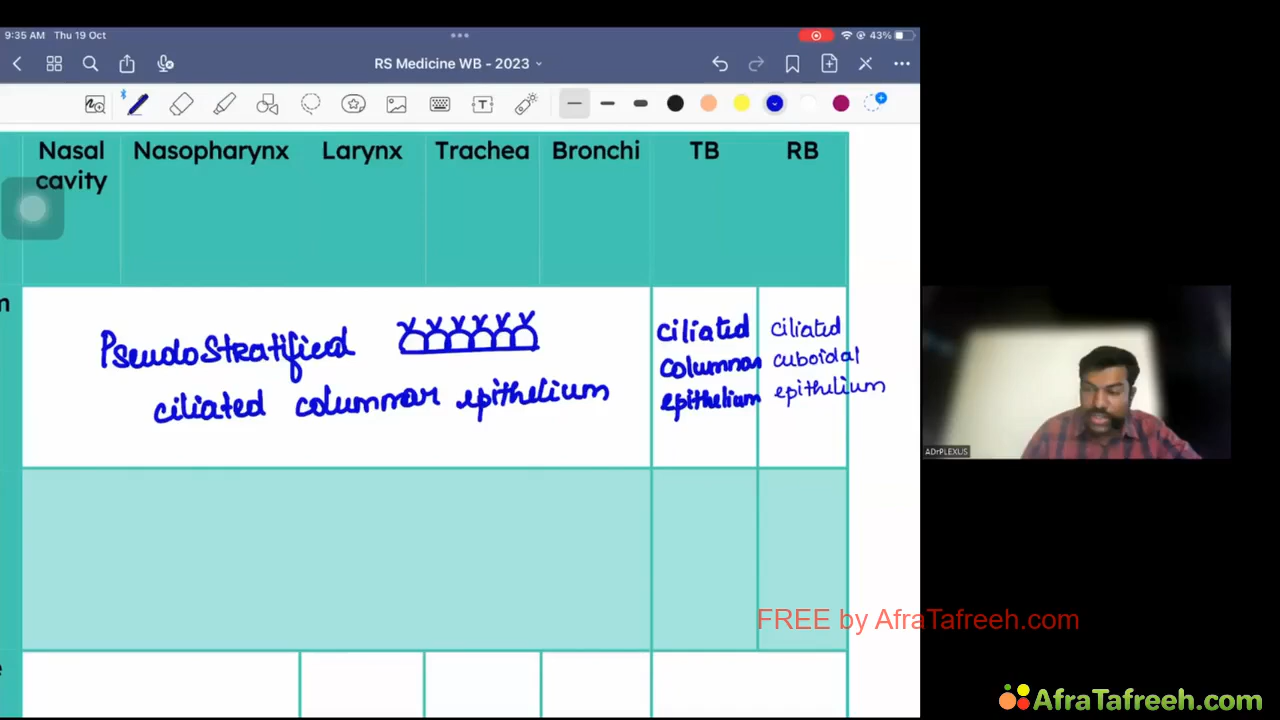 9:35 AM Thu 19 Oct
43%
RS Medicine WB - 2023
T
Nasal cavity
Nasopharynx
Larynx
Trachea
Bronchi
TB
RB
Pseudostratified
ciliated columnar epithelium
ciliated
columnar
epithelium
ciliated
cuboidal
epithelium
ADrPLEXUS
FREE by AfraTafreeh.com
AfraTafreeh.com